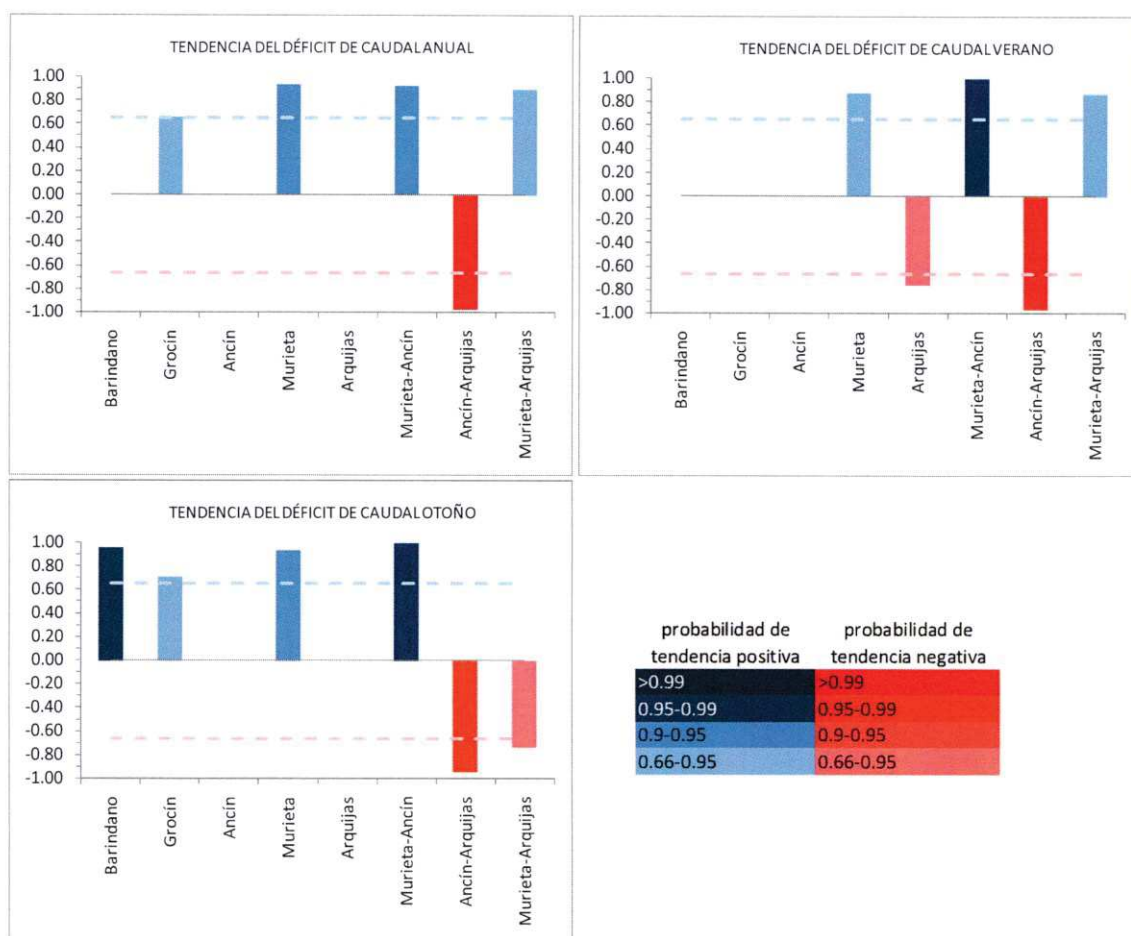 TENDENCIA DEL DÉFICIT DE CAUDAL ANUAL
1.00
0.80
0.60
0.40
0.20
0.00
-0.20
-0.40
-0.60
-0.80
-1.00
Barindano
Grocín
Ancín
Murieta
Arquijas
Murieta-Ancín
Ancín-Arquijas
Murieta-Arquijas
TENDENCIA DEL DÉFICIT DE CAUDAL VERANO
1.00
0.80
0.60
0.40
0.20
0.00
-0.20
-0.40
-0.60
-0.80
-1.00
Barindano
Grocín
Ancín
Murieta
Arquijas
Murieta-Ancín
Ancín-Arquijas
Murieta-Arquijas
TENDENCIA DEL DÉFICIT DE CAUDAL OTOÑO
1.00
0.80
0.60
0.40
0.20
0.00
-0.20
-0.40
-0.60
-0.80
-1.00
Barindano
Grocín
Ancín
Murieta
Arquijas
Murieta-Ancín
Ancín-Arquijas
Murieta-Arquijas
probabilidad de probabilidad de
tendencia positiva tendencia negativa
>0.99 >0.99
0.95-0.99 0.95-0.99
0.9-0.95 0.9-0.95
0.66-0.95 0.66-0.95